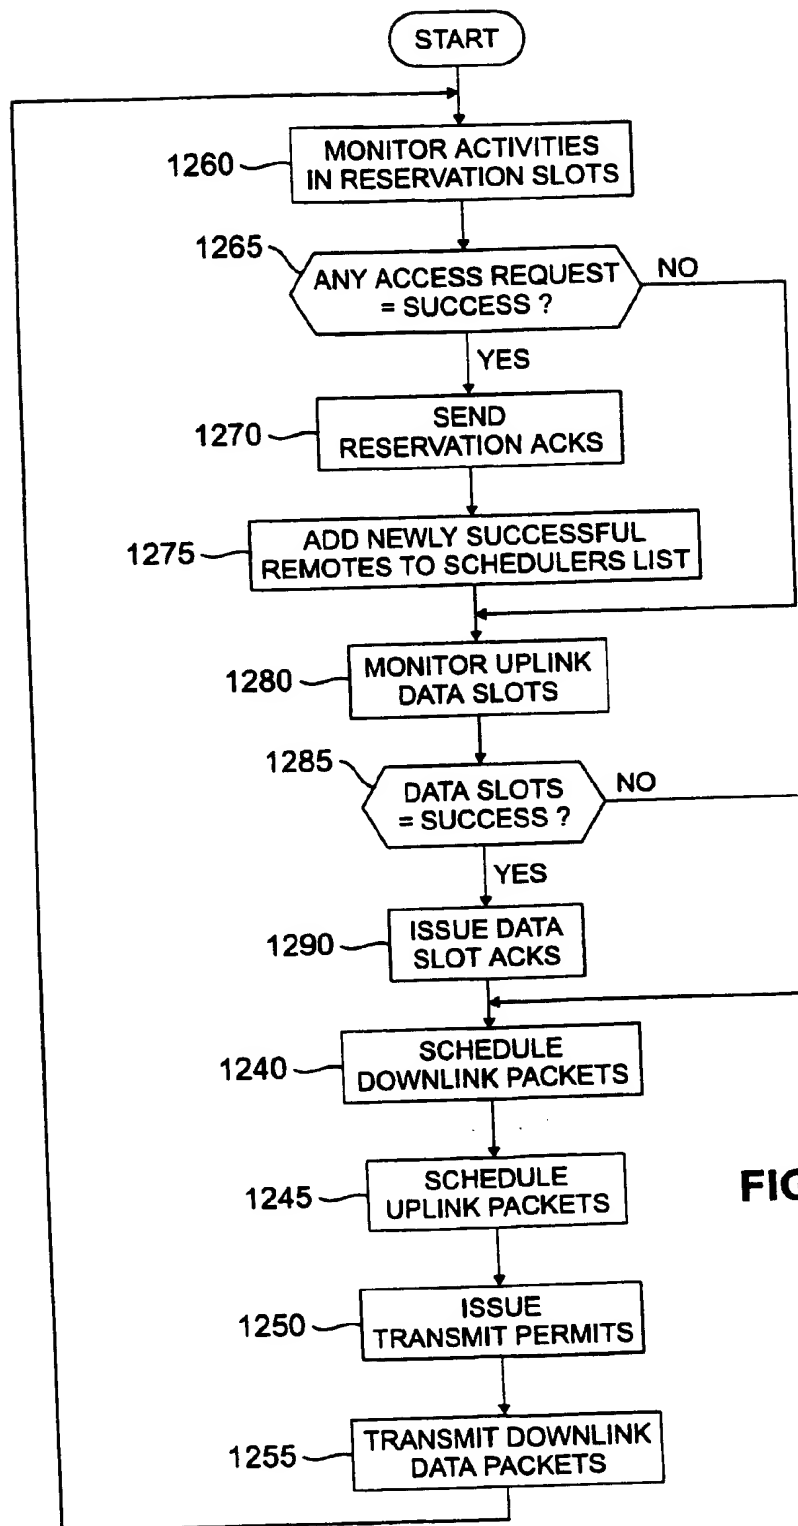 START
1260
MONITOR ACTIVITIES
IN RESERVATION SLOTS
1265
ANY ACCESS REQUEST
= SUCCESS ?
NO
YES
1270
SEND
RESERVATION ACKS
1275
ADD NEWLY SUCCESSFUL
REMOTES TO SCHEDULERS LIST
1280
MONITOR UPLINK
DATA SLOTS
1285
DATA SLOTS
= SUCCESS ?
NO
YES
1290
ISSUE DATA
SLOT ACKS
1240
SCHEDULE
DOWNLINK PACKETS
1245
SCHEDULE
UPLINK PACKETS
FIG
1250
ISSUE
TRANSMIT PERMITS
1255
TRANSMIT DOWNLINK
DATA PACKETS